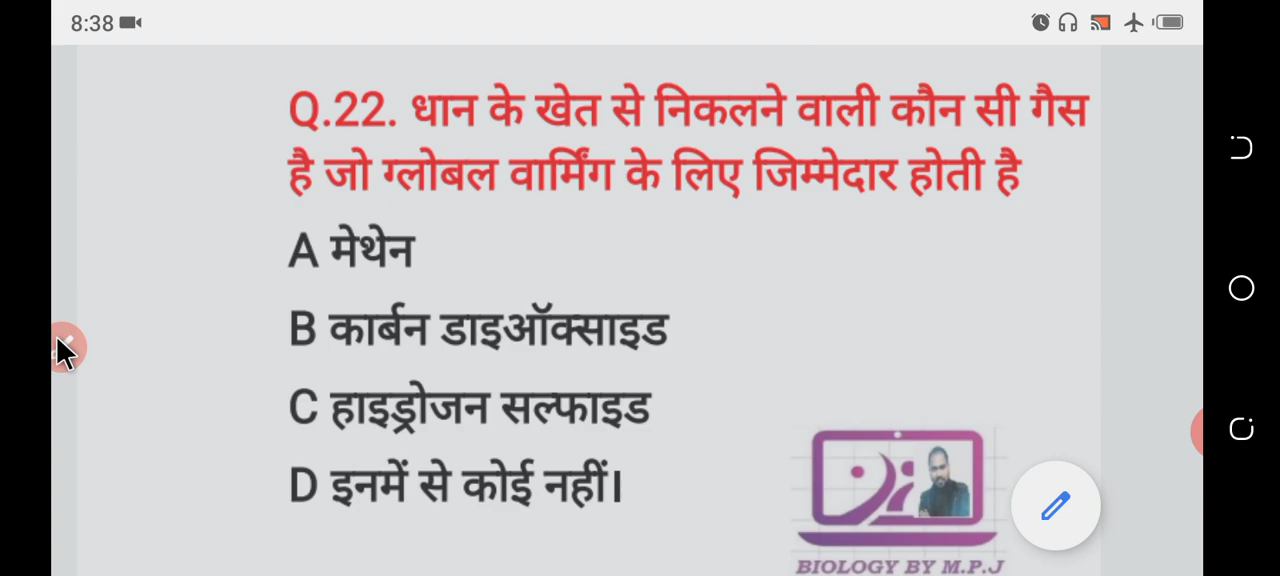 8:38
Q.22. धान के खेत से निकलने वाली कौन सी गैस
है जो ग्लोबल वार्मिंग के लिए जिम्मेदार होती है
A मेथेन
B कार्बन डाइऑक्साइड
C हाइड्रोजन सल्फाइड
D इनमें से कोई नहीं।
BIOLOGY BY M.P.J